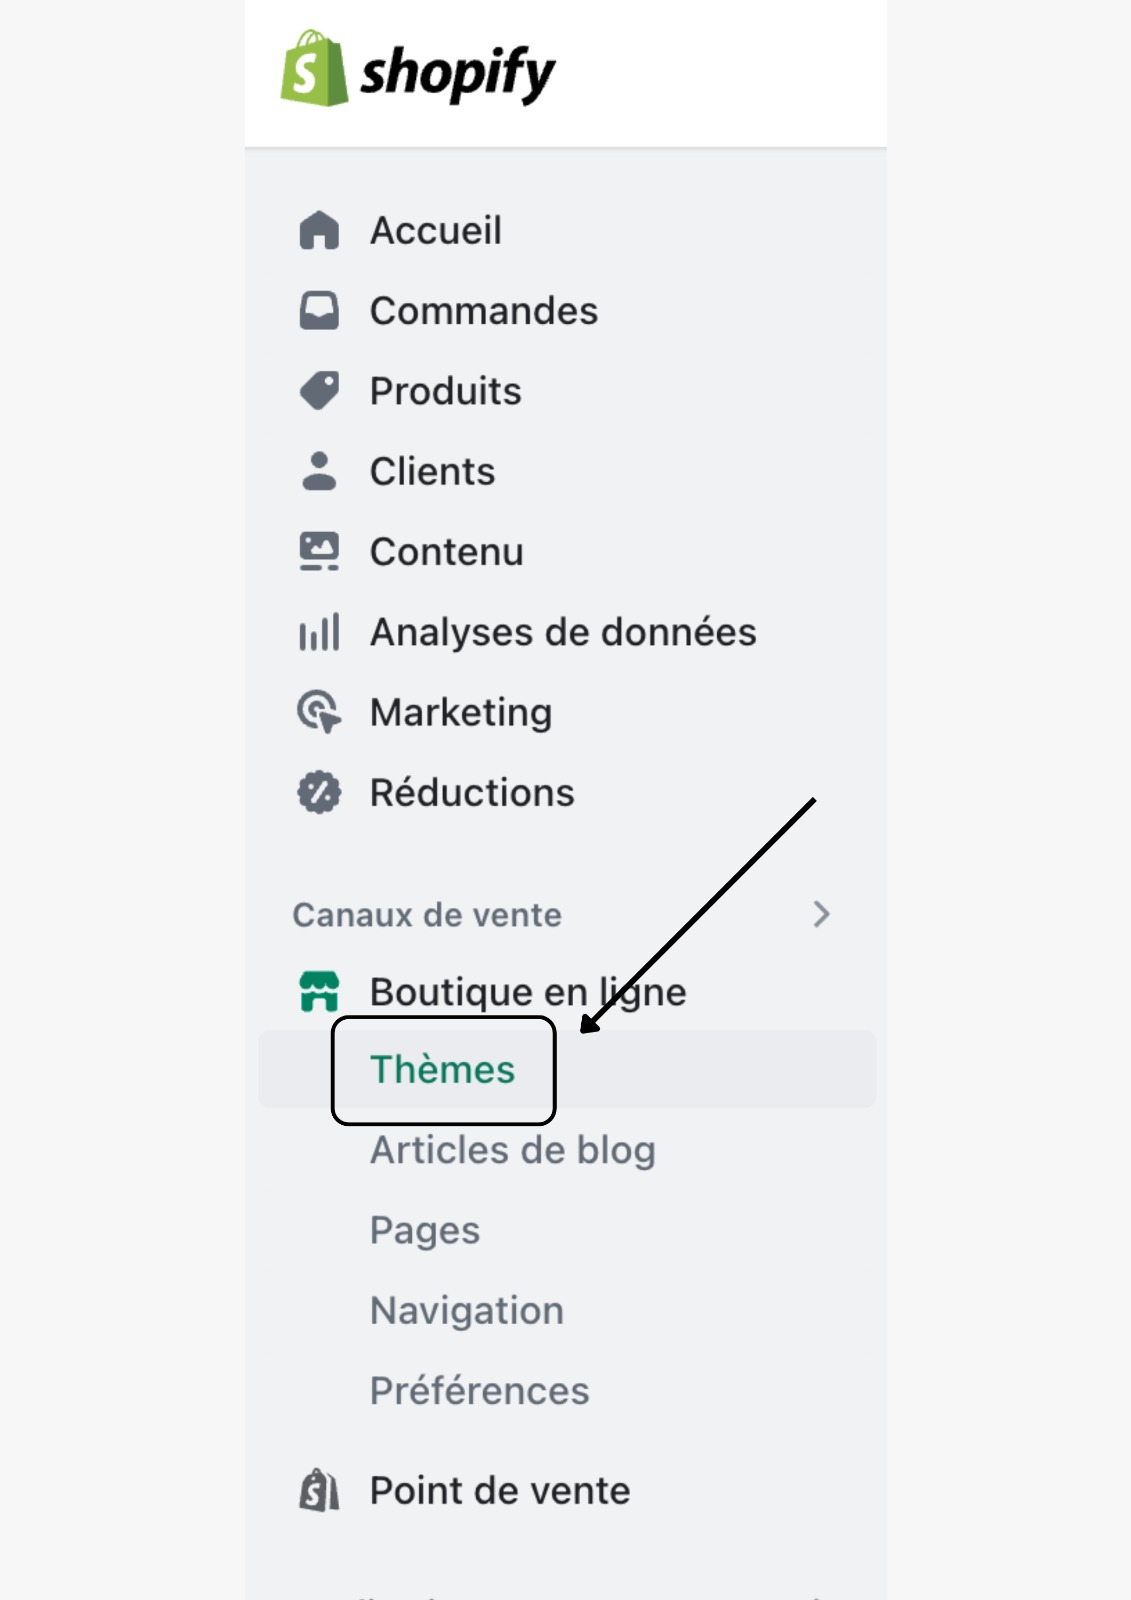 shopify
Accueil
Commandes
Produits
Clients
Contenu
Analyses de données
Marketing
Réductions
Canaux de vente
Boutique en ligne
Thèmes
Articles de blog
Pages
Navigation
Préférences
Point de vente